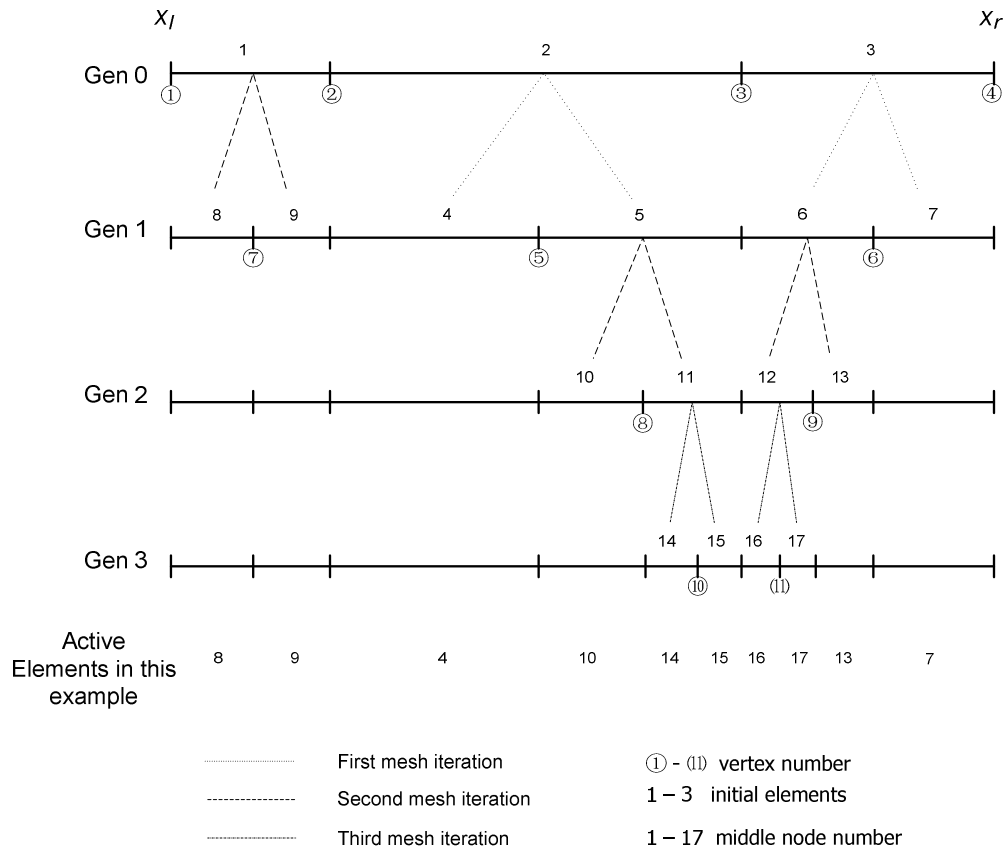 x_l x_r
1 2 3
Gen 0
① ② ③ ④
8 9 4 5 6 7
Gen 1
⑦ ⑤ ⑥
10 11 12 13
Gen 2
⑧ ⑨
14 15 16 17
Gen 3
⑩ ⑪
Active
Elements in this
example
8 9 4 10 14 15 16 17 13 7
First mesh iteration
Second mesh iteration
Third mesh iteration
① - ⑪ vertex number
1 – 3 initial elements
1 – 17 middle node number